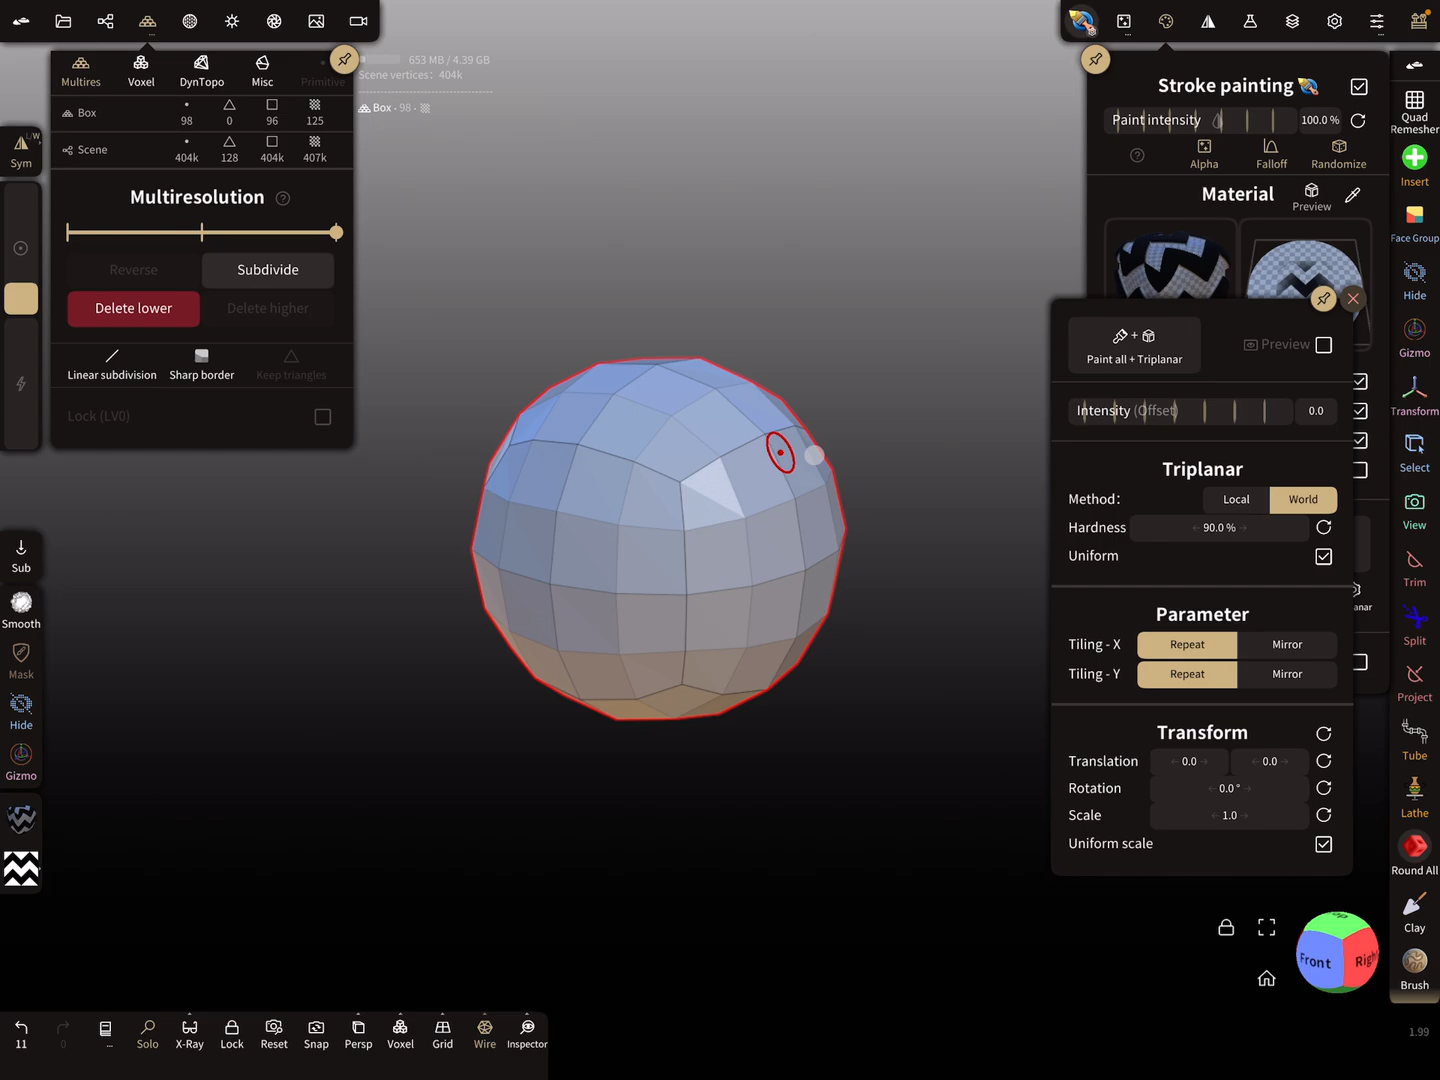 653 MB / 4.39 GB
Scene vertices: 404k
Box · 98 ·
Multires
Voxel
DynTopo
Misc
Primitive
Box
98
0
96
125
Scene
404k
128
404k
407k
Multiresolution
Reverse
Subdivide
Delete lower
Delete higher
Linear subdivision
Sharp border
Keep triangles
Lock (LV0)
L/W
Sym
Sub
Smooth
Mask
Hide
Gizmo
Stroke painting
Paint intensity
100.0 %
Alpha
Falloff
Randomize
Material
Preview
Paint all + Triplanar
Preview
Intensity (Offset)
0.0
Triplanar
Method:
Local
World
Hardness
90.0 %
Uniform
Parameter
Tiling - X
Repeat
Mirror
Tiling - Y
Repeat
Mirror
Transform
Translation
0.0
0.0
Rotation
0.0 °
Scale
1.0
Uniform scale
Quad
Remesher
Insert
Face Group
Hide
Gizmo
Transform
Select
View
Trim
Split
Project
Tube
Lathe
Round All
Clay
Brush
Front
11
0
...
Solo
X-Ray
Lock
Reset
Snap
Persp
Voxel
Grid
Wire
Inspector
1.99